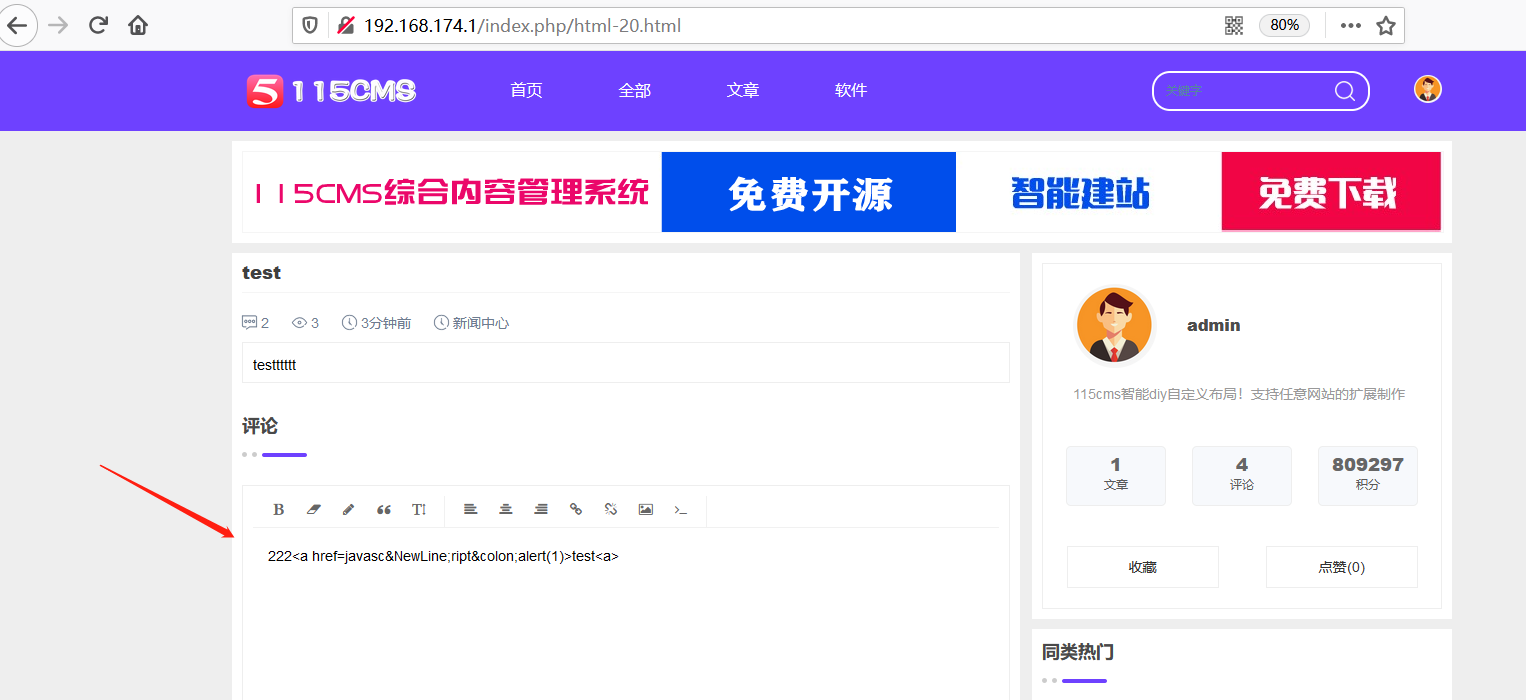 192.168.174.1/index.php/html-20.html
80%
5 115CMS
首页
全部
文章
软件
关键字
115CMS综合内容管理系统
免费开源
智能建站
免费下载
test
2
3
3分钟前
新闻中心
testttttt
评论
B
TI
222<a href=javasc&NewLine;ript&colon;alert(1)>test<a>
admin
115cms智能diy自定义布局！支持任意网站的扩展制作
1
文章
4
评论
809297
积分
收藏
点赞(0)
同类热门